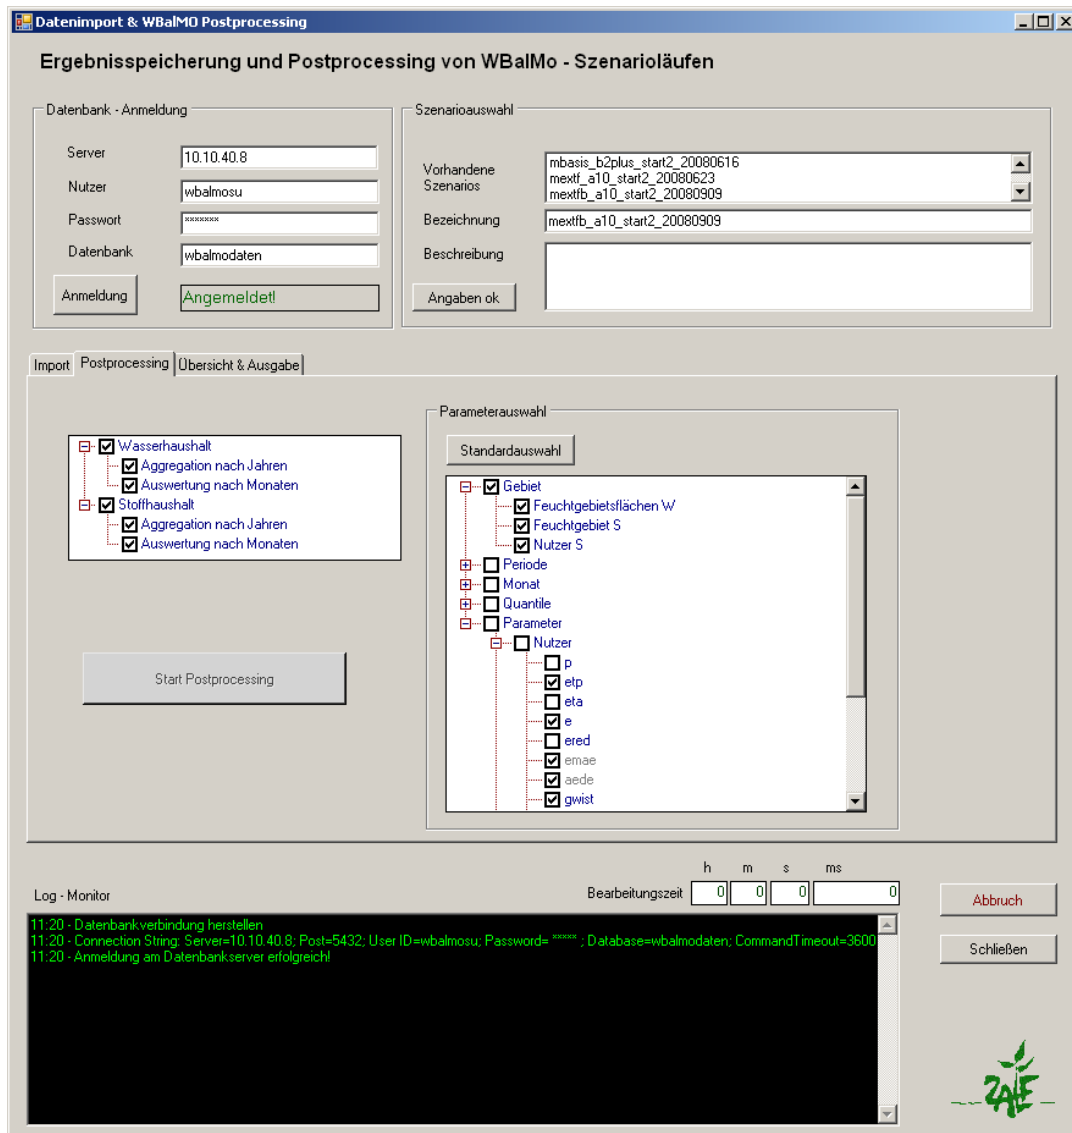 Datenimport & WBalMO Postprocessing
Ergebnisspeicherung und Postprocessing von WBalMo - Szenarioläufen
Datenbank - Anmeldung
Server
10.10.40.8
Nutzer
wbalmosu
Passwort
*******
Datenbank
wbalmodaten
Anmeldung
Angemeldet!
Szenarioauswahl
Vorhandene
Szenarios
mbasis_b2plus_start2_20080616
mextf_a10_start2_20080623
mextfb_a10_start2_20080909
Bezeichnung
mextfb_a10_start2_20080909
Beschreibung
Angaben ok
Import
Postprocessing
Übersicht & Ausgabe
Wasserhaushalt
Aggregation nach Jahren
Auswertung nach Monaten
Stoffhaushalt
Aggregation nach Jahren
Auswertung nach Monaten
Start Postprocessing
Parameterauswahl
Standardauswahl
Gebiet
Feuchtgebietsflächen W
Feuchtgebiet S
Nutzer S
Periode
Monat
Quantile
Parameter
Nutzer
p
etp
eta
e
ered
emae
aede
gwist
h m s ms
Bearbeitungszeit 0 0 0 0
Log - Monitor
11:20 - Datenbankverbindung herstellen
11:20 - Connection String: Server=10.10.40.8; Post=5432; User ID=wbalmosu; Password= ***** ; Database=wbalmodaten; CommandTimeout=3600
11:20 - Anmeldung am Datenbankserver erfolgreich!
Abbruch
Schließen
ZALF